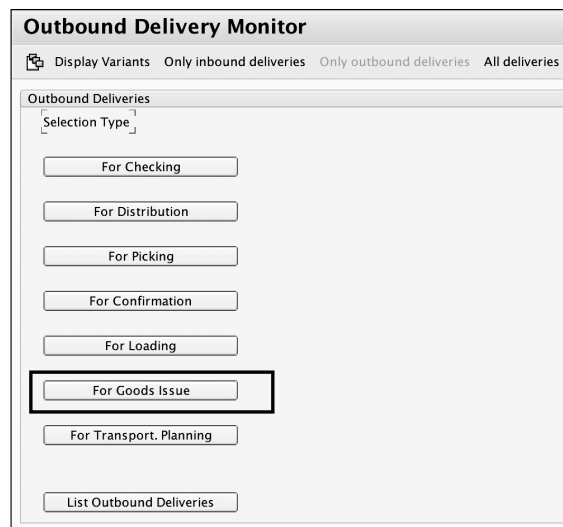 Outbound Delivery Monitor
Display Variants Only inbound deliveries Only outbound deliveries All deliveries
Outbound Deliveries
Selection Type
For Checking
For Distribution
For Picking
For Confirmation
For Loading
For Goods Issue
For Transport. Planning
List Outbound Deliveries